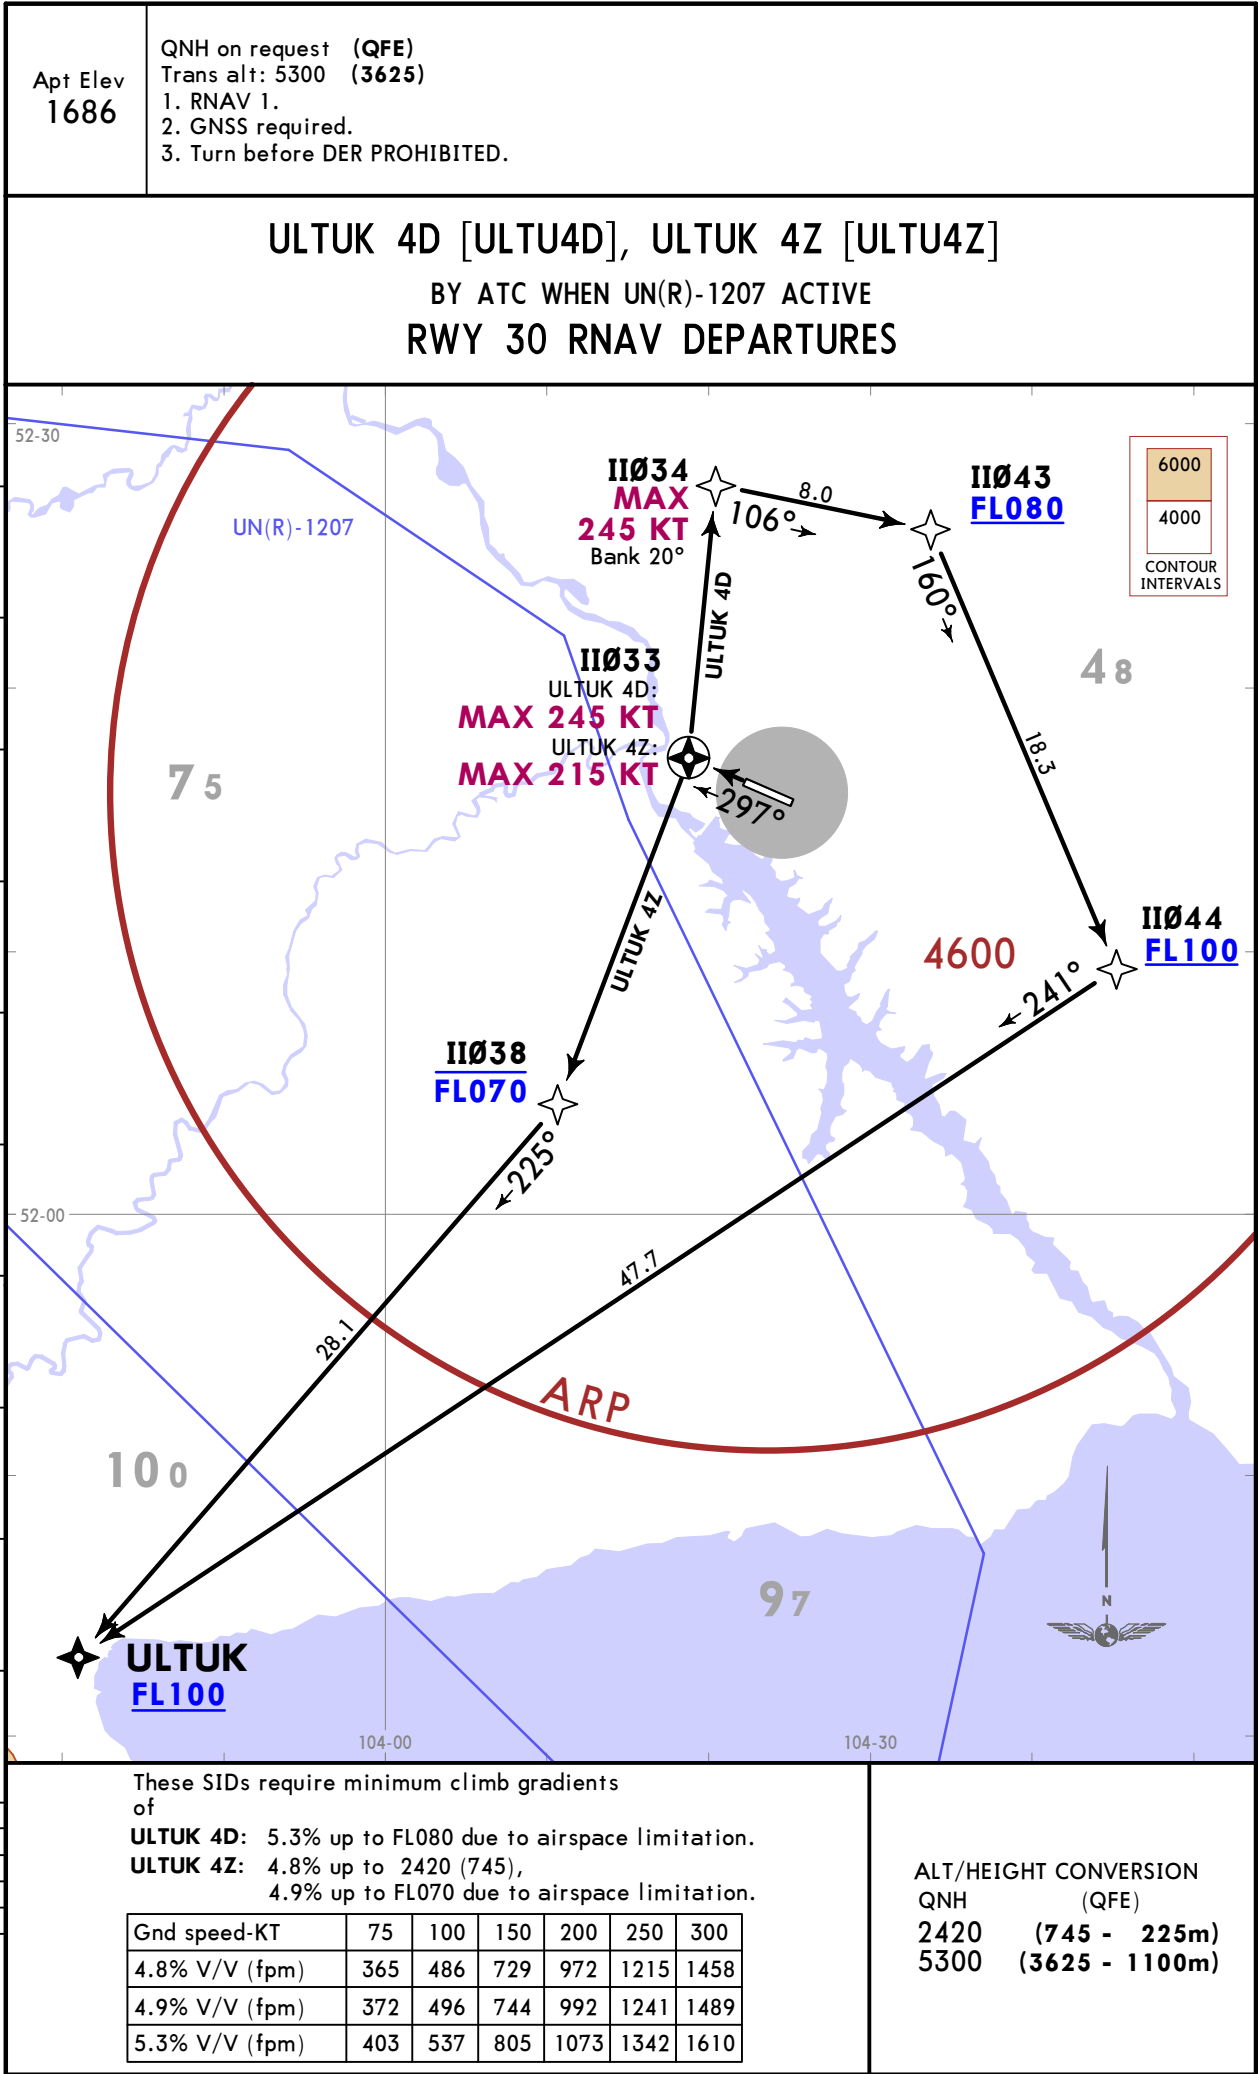 Apt Elev
1686
QNH on request (QFE)
Trans alt: 5300 (3625)
1. RNAV 1.
2. GNSS required.
3. Turn before DER PROHIBITED.
ULTUK 4D [ULTU4D], ULTUK 4Z [ULTU4Z]
BY ATC WHEN UN(R)-1207 ACTIVE
RWY 30 RNAV DEPARTURES
52-30
UN(R)-1207
IIØ34
MAX
245 KT
Bank 20°
8.0
106°
IIØ43
FL080
6000
4000
CONTOUR
INTERVALS
160°
ULTUK 4D
IIØ33
ULTUK 4D:
MAX 245 KT
ULTUK 4Z:
MAX 215 KT
48
75
297°
18.3
ULTUK 4Z
IIØ44
FL100
4600
241°
IIØ38
FL070
225°
52-00
47.7
28.1
ARP
100
97
N
ULTUK
FL100
104-00
104-30
These SIDs require minimum climb gradients
of
ULTUK 4D: 5.3% up to FL080 due to airspace limitation.
ULTUK 4Z: 4.8% up to 2420 (745),
4.9% up to FL070 due to airspace limitation.
Gnd speed-KT 75 100 150 200 250 300
4.8% V/V (fpm) 365 486 729 972 1215 1458
4.9% V/V (fpm) 372 496 744 992 1241 1489
5.3% V/V (fpm) 403 537 805 1073 1342 1610
ALT/HEIGHT CONVERSION
QNH (QFE)
2420 (745 - 225m)
5300 (3625 - 1100m)